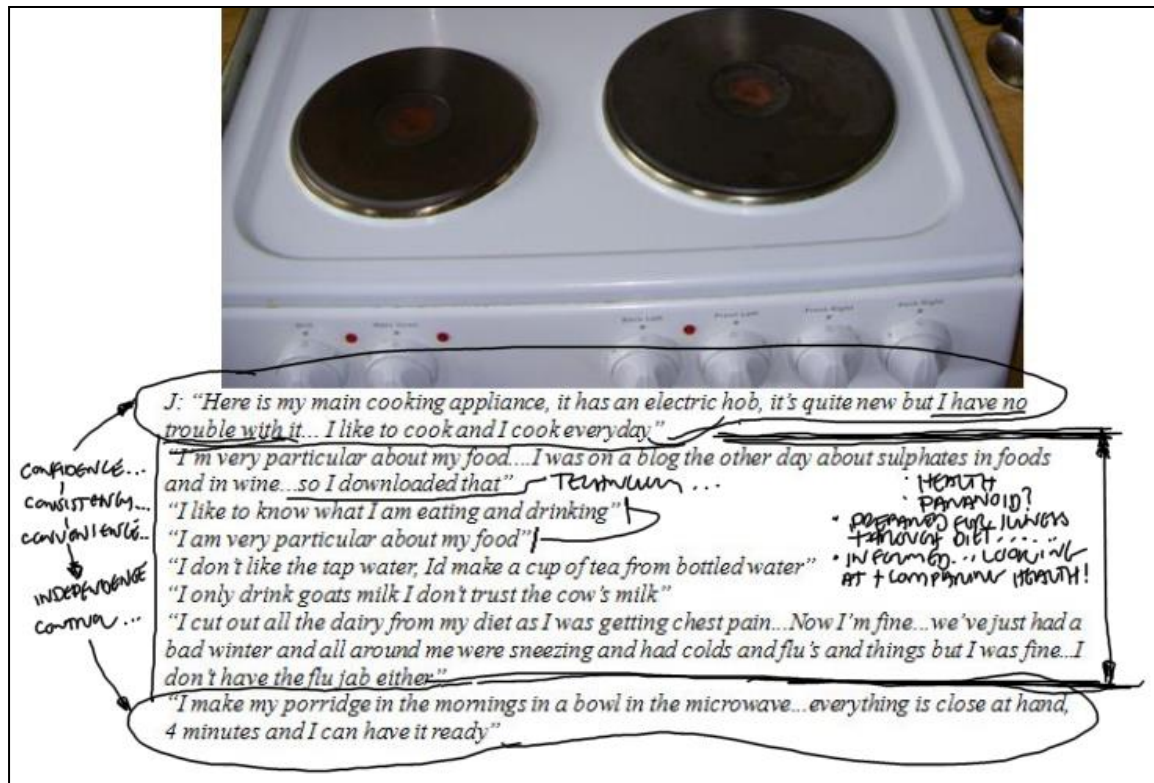 Back Left
Front Left
Front Right
Back Right
J: “Here is my main cooking appliance, it has an electric hob, it’s quite new but I have no
trouble with it... I like to cook and I cook everyday”
“I’m very particular about my food....I was on a blog the other day about sulphates in foods
and in wine...so I downloaded that”
“I like to know what I am eating and drinking”
“I am very particular about my food”
“I don’t like the tap water, Id make a cup of tea from bottled water”
“I only drink goats milk I don’t trust the cow’s milk”
“I cut out all the dairy from my diet as I was getting chest pain...Now I’m fine...we’ve just had a
bad winter and all around me were sneezing and had colds and flu’s and things but I was fine...I
don’t have the flu jab either”
“I make my porridge in the mornings in a bowl in the microwave...everything is close at hand,
4 minutes and I can have it ready”
CONFIDENCE...
CONSISTENCY...
CONVENIENCE...
INDEPENDENCE
CONTROL...
• HEALTH
• PARANOID?
• PREPARED FOR ILLNESS
THROUGH DIET......
• INFORMED... LOOKING
AT + HEALTH!